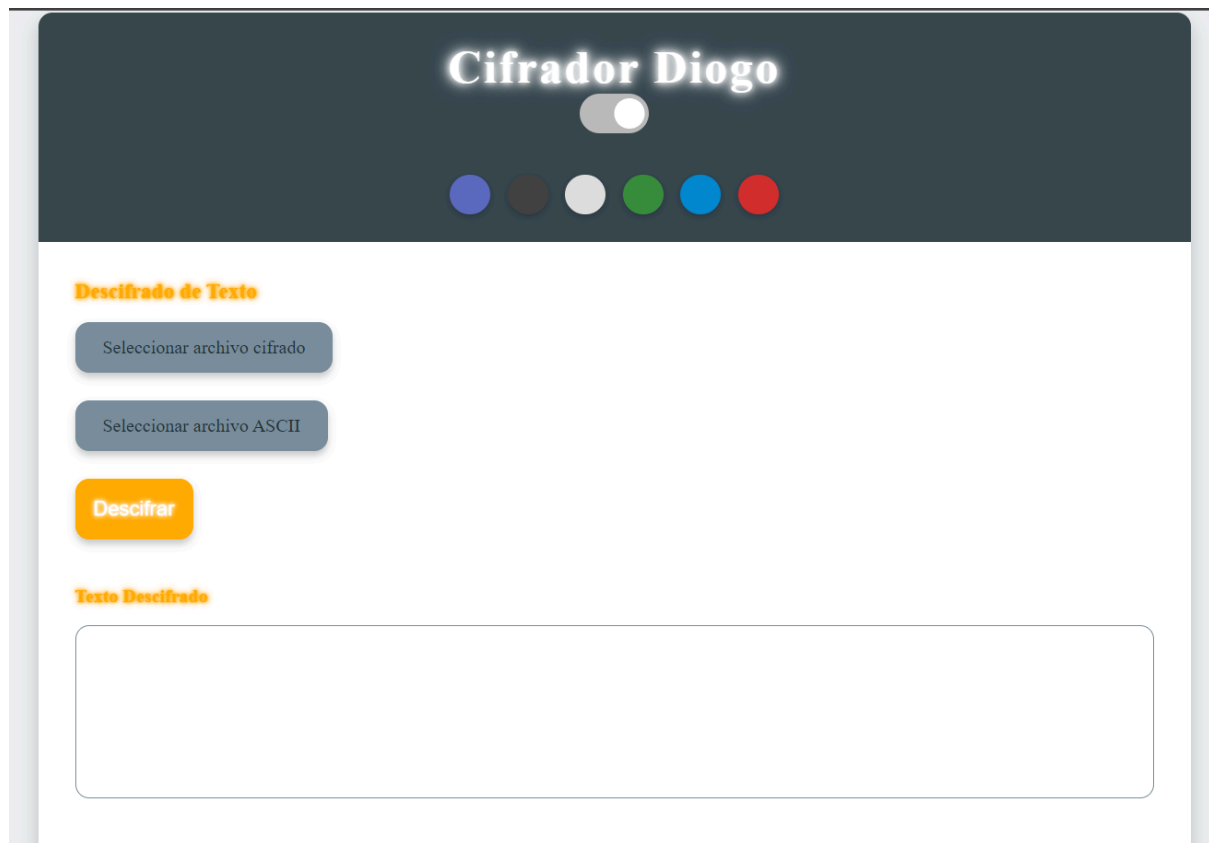 Cifrador Diogo
Descifrado de Texto
Seleccionar archivo cifrado
Seleccionar archivo ASCII
Descifrar
Texto Descifrado